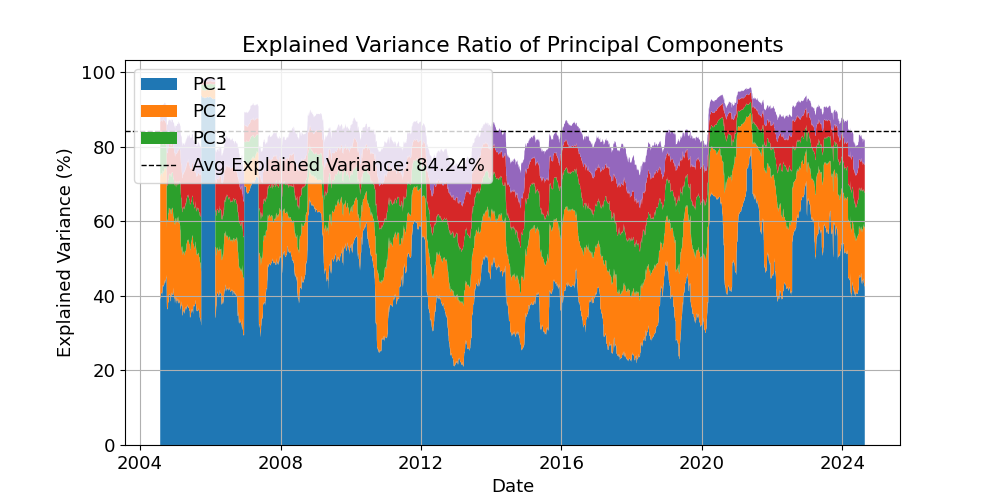 Explained Variance Ratio of Principal Components
100
80
60
40
20
0
Explained Variance (%)
PC1
PC2
PC3
Avg Explained Variance: 84.24%
2004 2008 2012 2016 2020 2024
Date